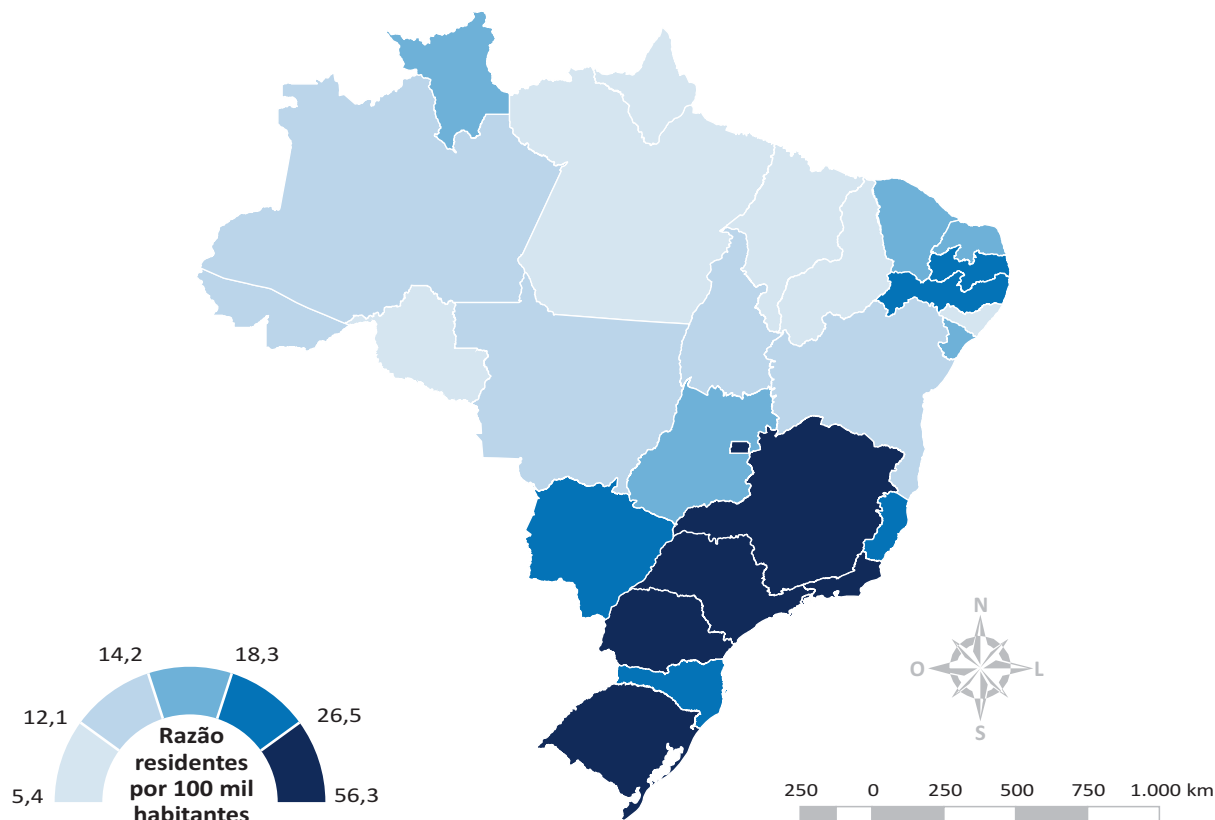 14,2
18,3
12,1
26,5
5,4
56,3
Razão
residentes
por 100 mil
habitantes
N
O
L
S
250 0 250 500 750 1.000 km